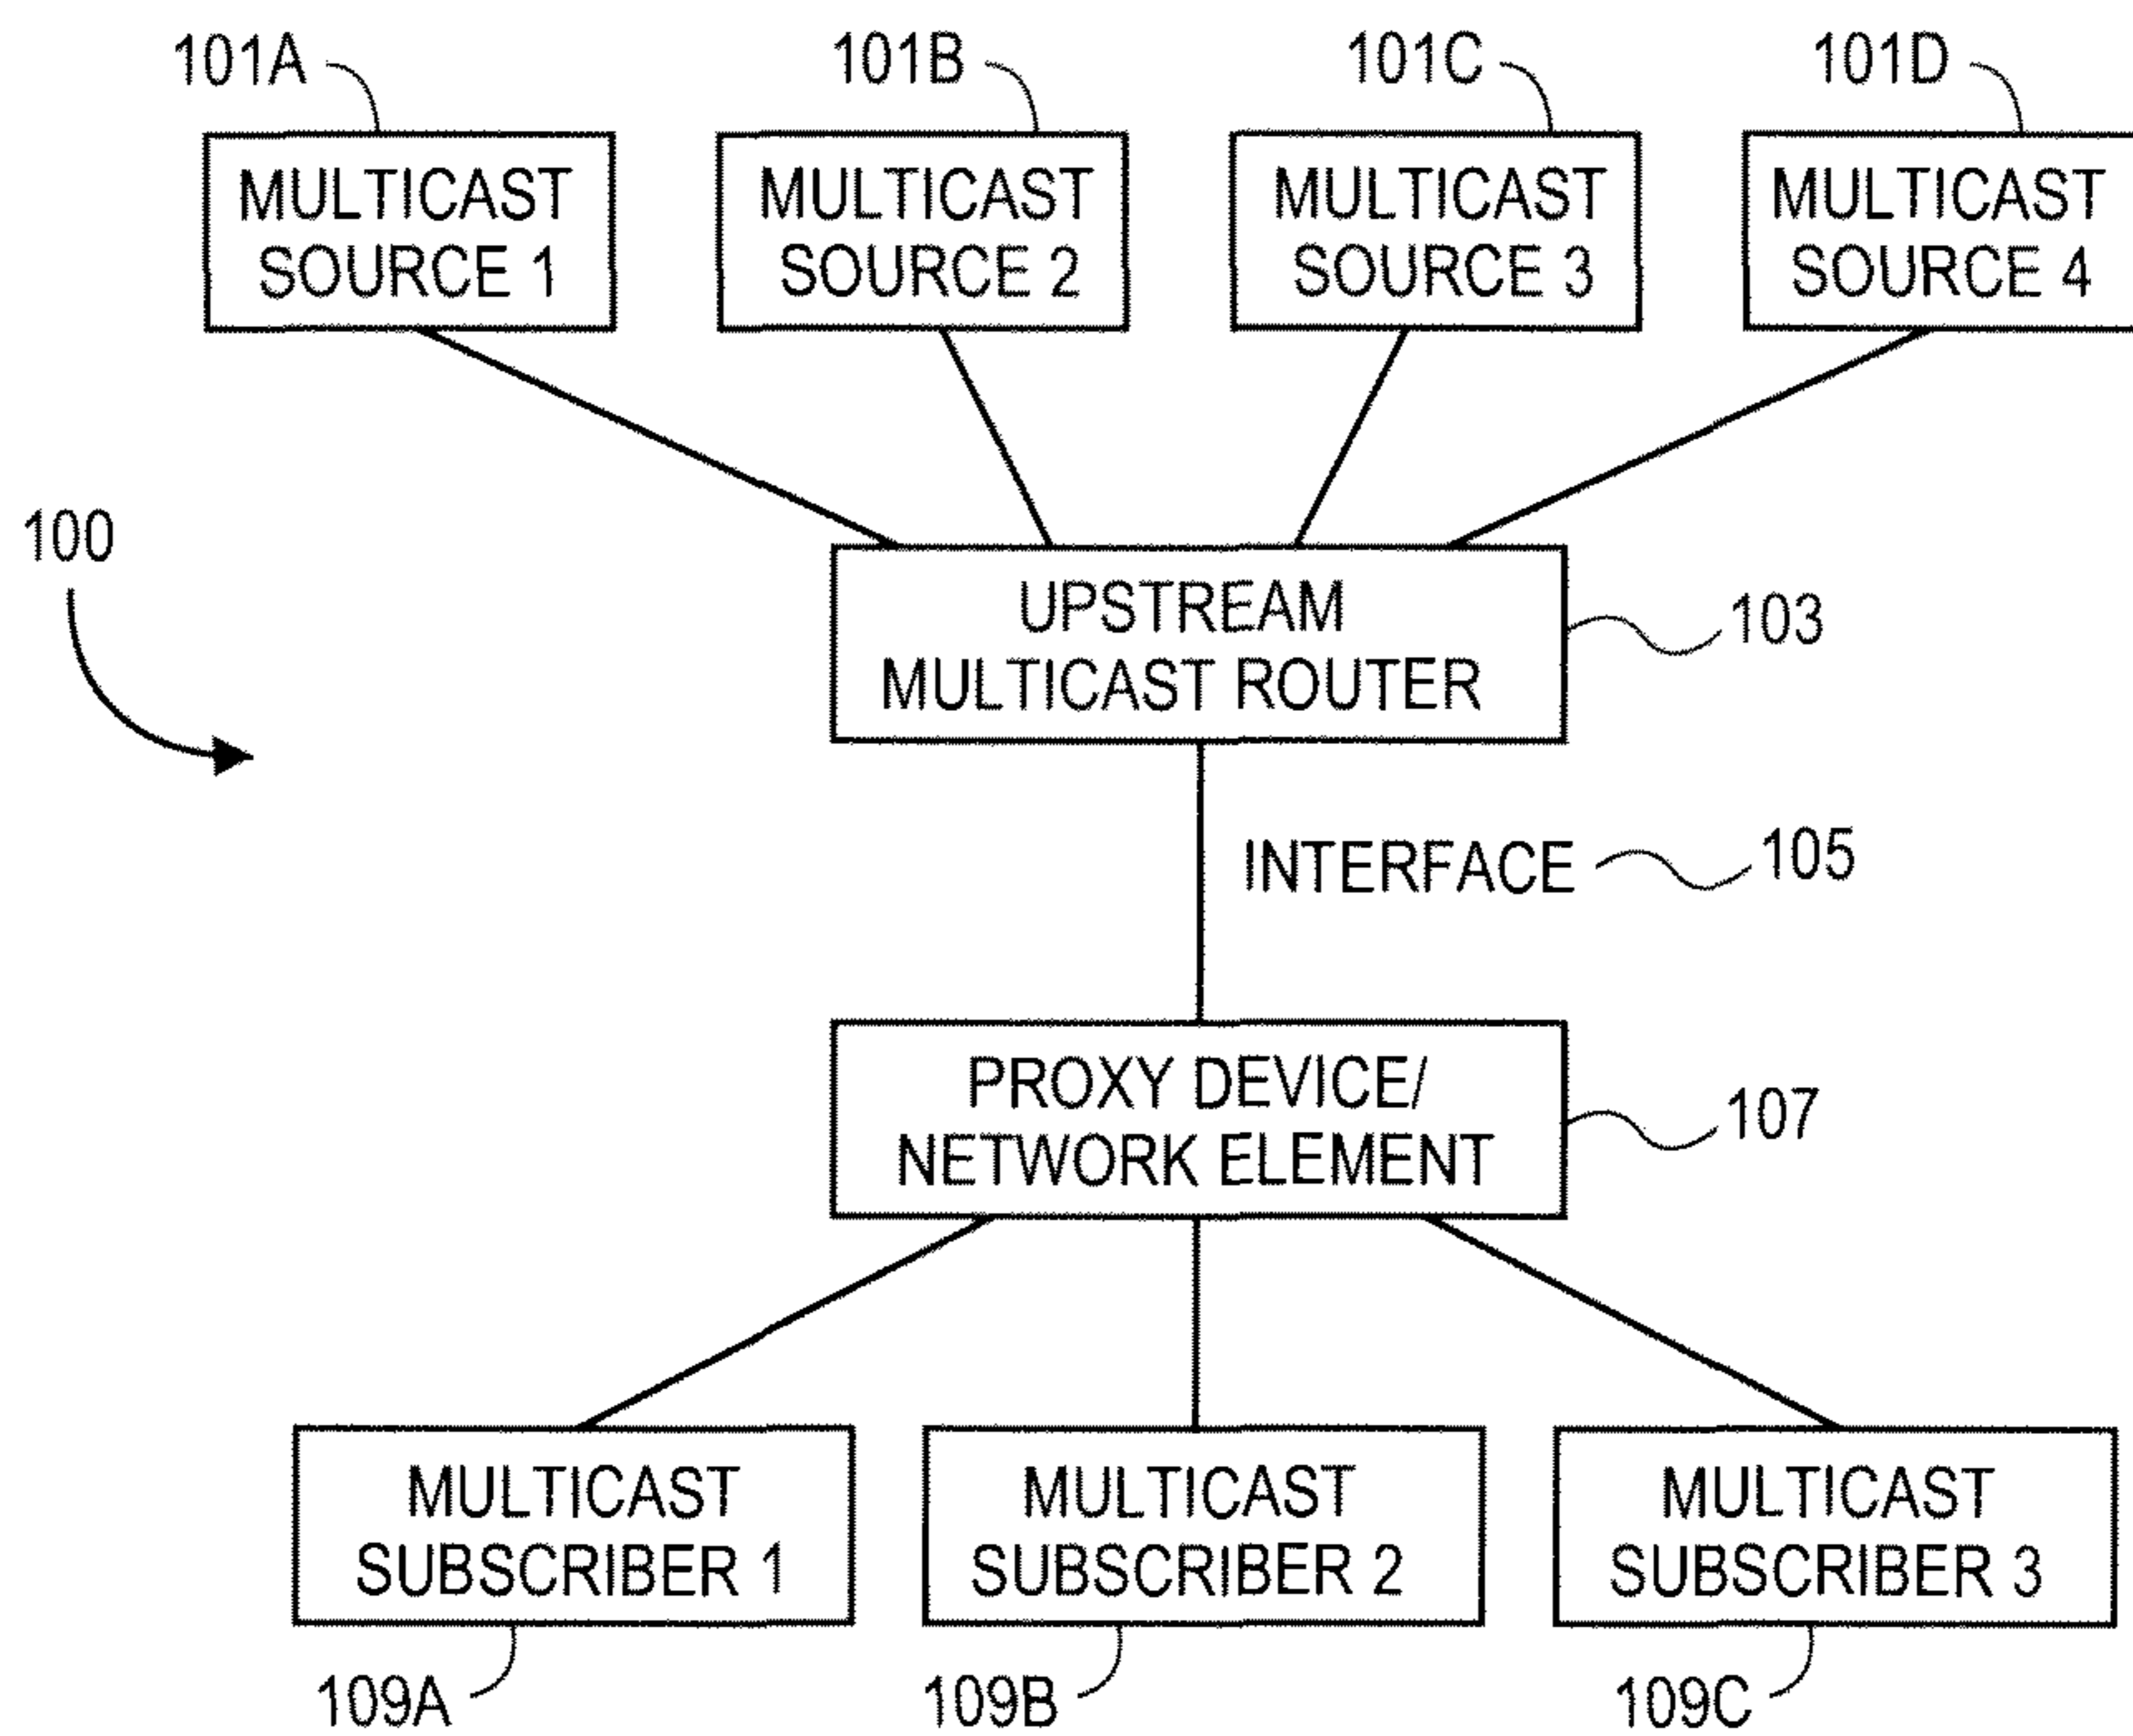 101A 101B 101C 101D
MULTICAST SOURCE 1
MULTICAST SOURCE 2
MULTICAST SOURCE 3
MULTICAST SOURCE 4
100
UPSTREAM
MULTICAST ROUTER
103
INTERFACE 105
PROXY DEVICE/
NETWORK ELEMENT
107
MULTICAST
SUBSCRIBER 1
MULTICAST
SUBSCRIBER 2
MULTICAST
SUBSCRIBER 3
109A 109B 109C